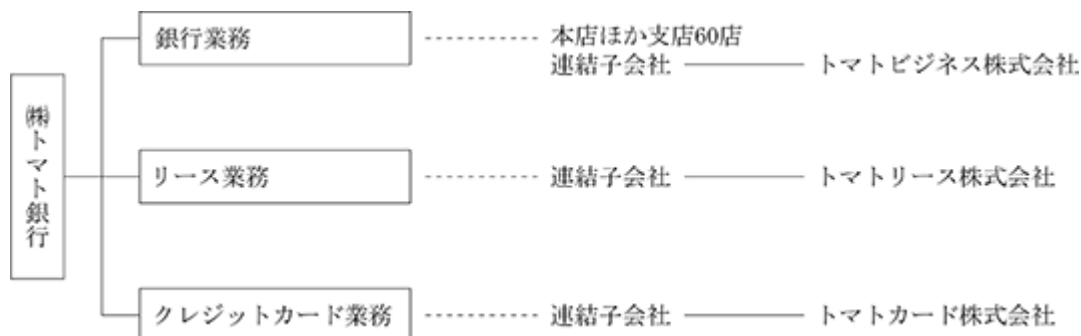 ㈱トマト銀行
銀行業務
本店ほか支店60店
連結子会社
トマトビジネス株式会社
リース業務
連結子会社
トマトリース株式会社
クレジットカード業務
連結子会社
トマトカード株式会社